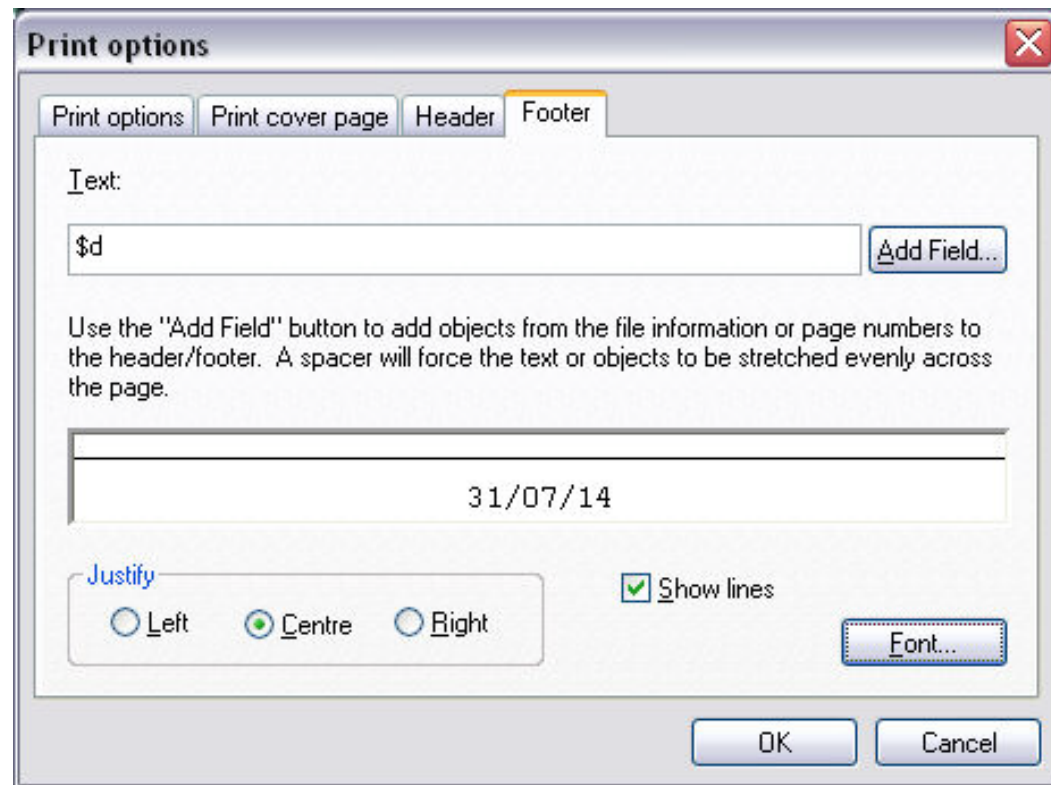 Print options
Print options Print cover page Header Footer
Text:
$d Add Field...
Use the "Add Field" button to add objects from the file information or page numbers to
the header/footer. A spacer will force the text or objects to be stretched evenly across
the page.
31/07/14
Justify
Left Centre Right
Show lines
Font...
OK Cancel